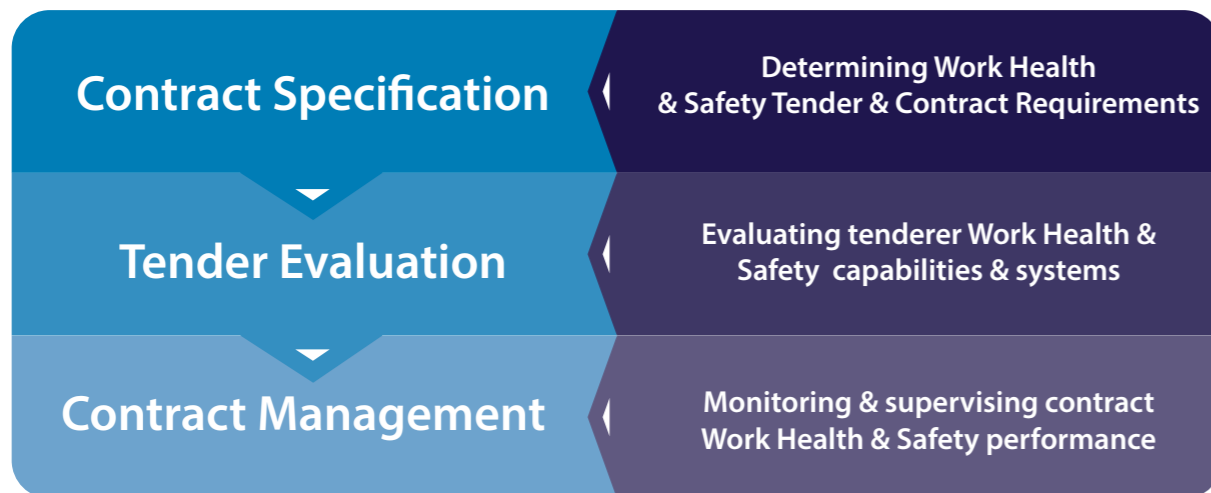 Contract Specification
Determining Work Health
& Safety Tender & Contract Requirements
Tender Evaluation
Evaluating tenderer Work Health &
Safety capabilities & systems
Contract Management
Monitoring & supervising contract
Work Health & Safety performance